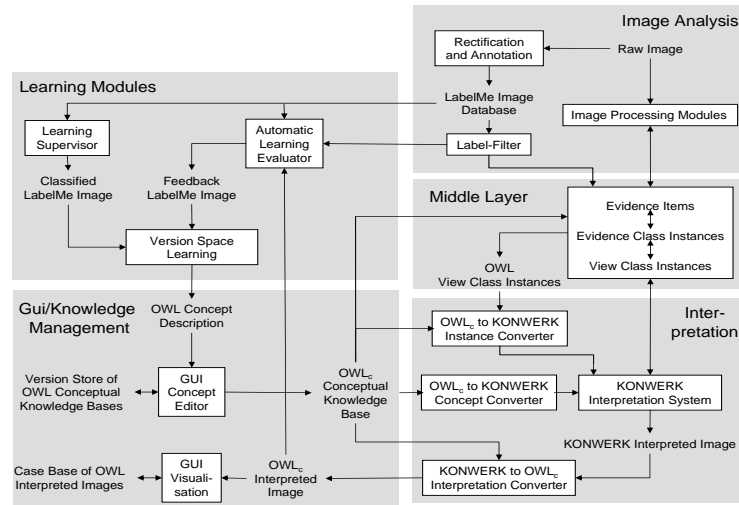 Image Analysis
Rectification
and Annotation
Raw Image
LabelMe Image
Database
Image Processing Modules
Label-Filter
Learning Modules
Learning
Supervisor
Automatic
Learning
Evaluator
Classified
LabelMe Image
Feedback
LabelMe Image
Version Space
Learning
Middle Layer
Evidence Items
Evidence Class Instances
View Class Instances
OWL
View Class Instances
Gui/Knowledge
Management
OWL Concept
Description
Version Store of
OWL Conceptual
Knowledge Bases
GUI
Concept
Editor
OWLc
Conceptual
Knowledge
Base
Case Base of OWL
Interpreted Images
GUI
Visuali-
sation
OWLc
Interpreted
Image
Inter-
pretation
OWLc to KONWERK
Instance Converter
OWLc to KONWERK
Concept Converter
KONWERK
Interpretation System
KONWERK Interpreted Image
KONWERK to OWLc
Interpretation Converter